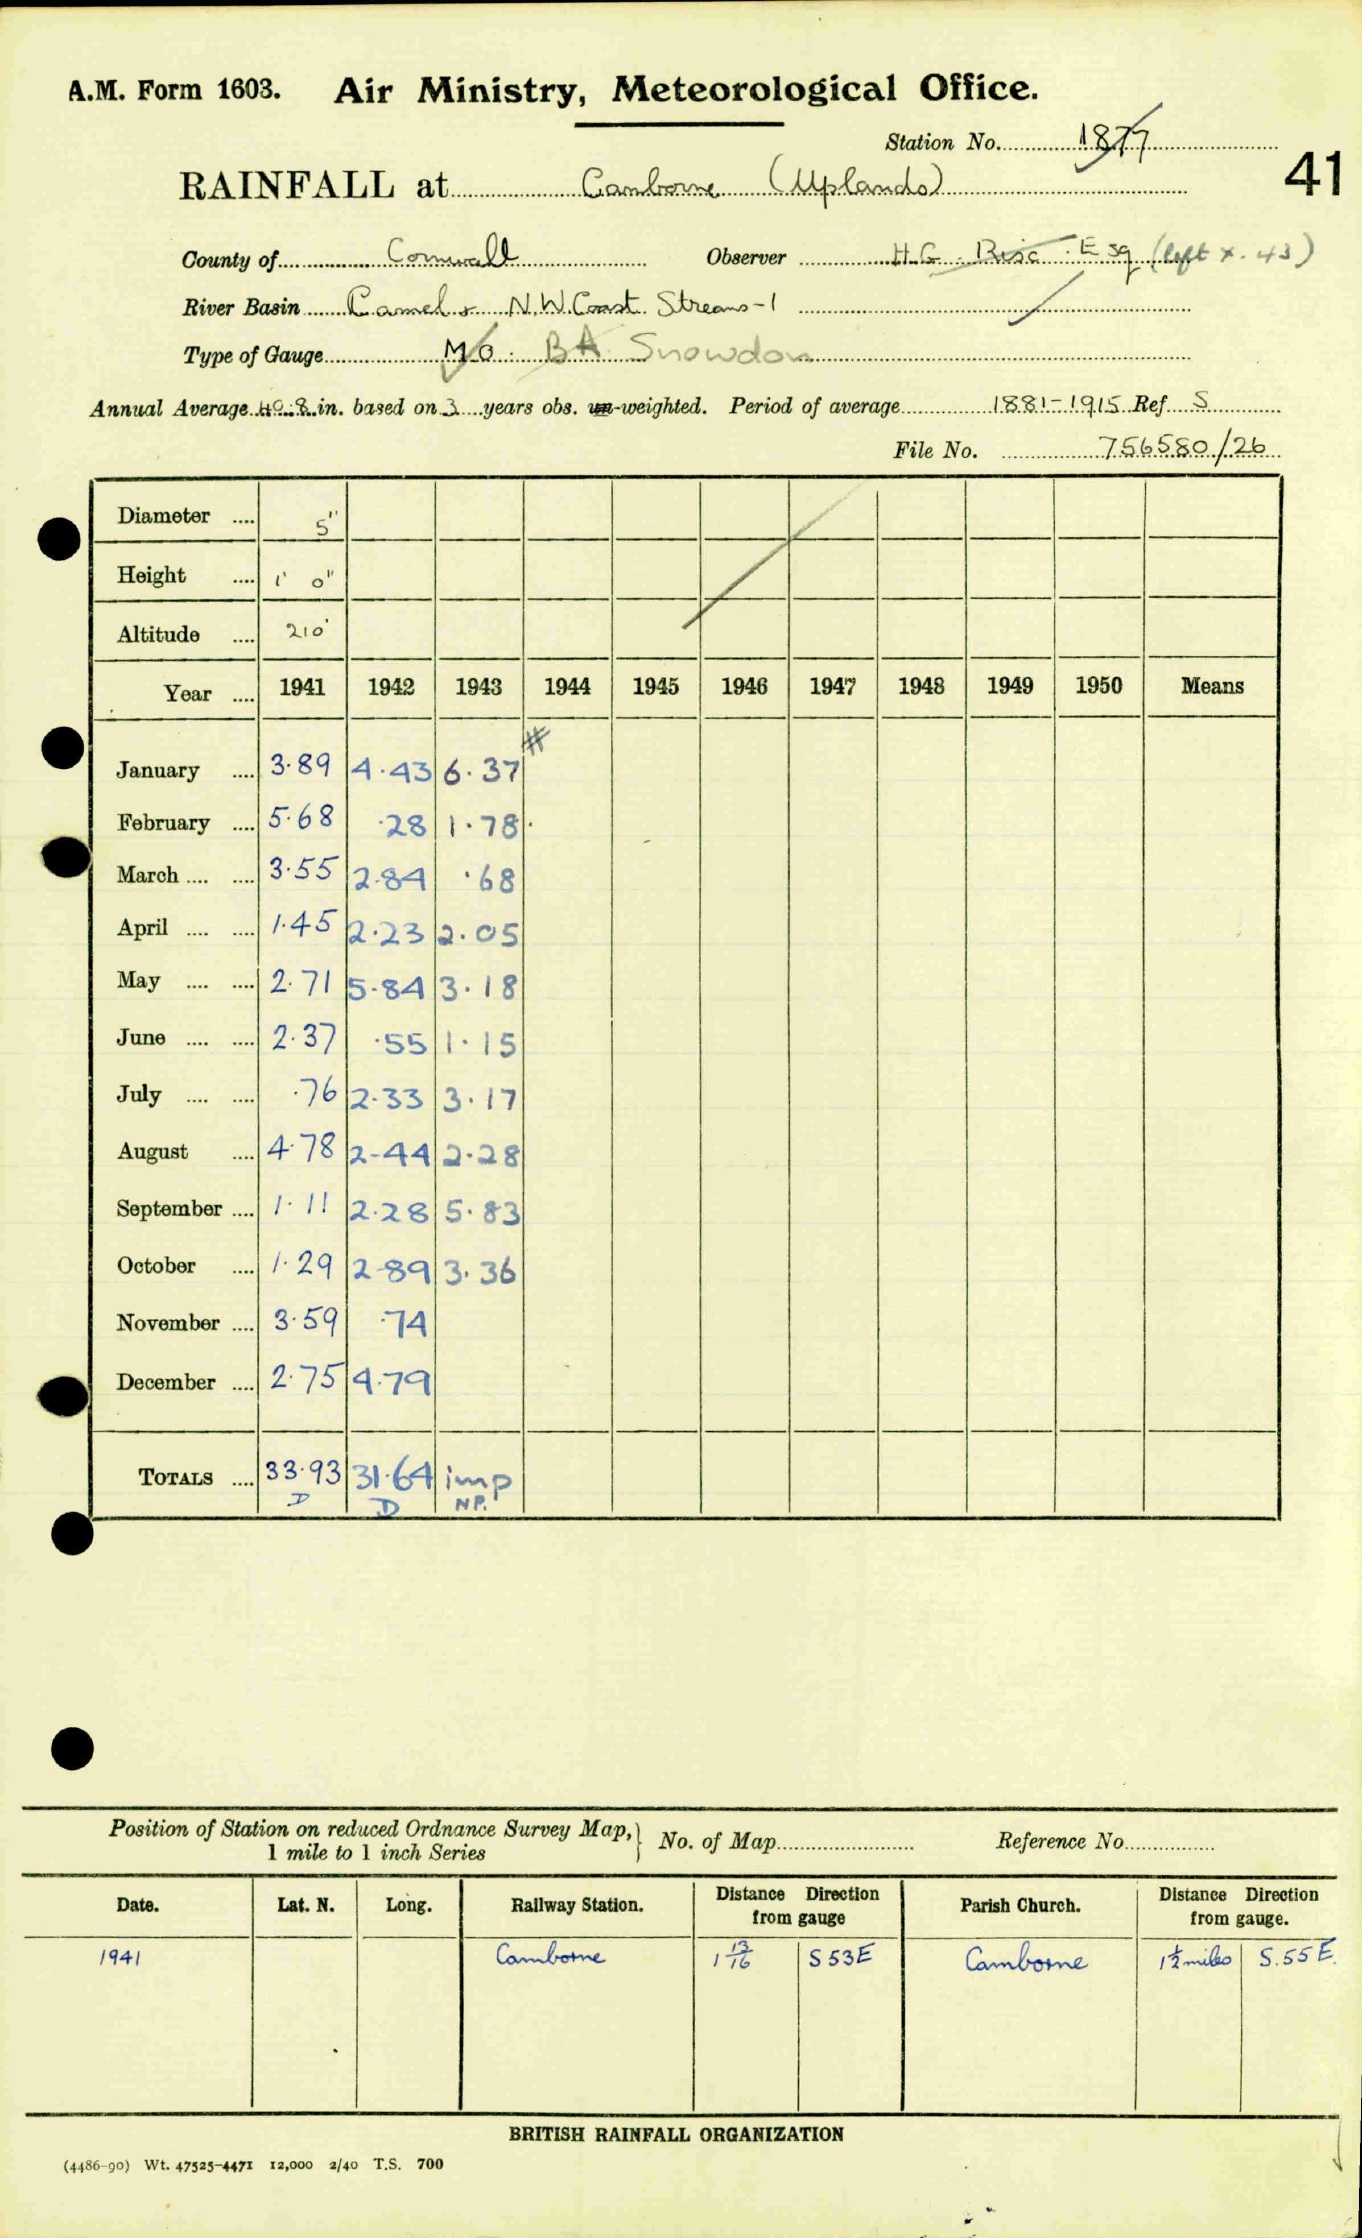 A.M. Form 1603. Air Ministry, Meteorological Office.
Station No. 1877
41
RAINFALL at Camborne (Uplands)
County of Cornwall Observer H.G. Esq (left x. 43)
River Basin Camel & N.W. Coast Streams-1
Type of Gauge M.O. BA Snowdon
Annual Average 40.8 in. based on 3 years obs. un-weighted. Period of average 1881-1915 Ref S
File No. 756580/26
Diameter .... 5"
Height .... 1' 0"
Altitude .... 210'
Year .... 1941 1942 1943 1944 1945 1946 1947 1948 1949 1950 Means
#
January .... 3.89 4.43 6.37
February .... 5.68 .28 1.78
March .... .... 3.55 2.84 .68
April .... .... 1.45 2.23 2.05
May .... .... 2.71 5.84 3.18
June .... .... 2.37 .55 1.15
July .... .... .76 2.33 3.17
August .... 4.78 2-44 2.28
September .... 1.11 2.28 5.83
October .... 1.29 2.89 3.36
November .... 3.59 .74
December .... 2.75 4.79
TOTALS .... 33.93 31.64 imp
D D NP.
Position of Station on reduced Ordnance Survey Map, } No. of Map Reference No.
1 mile to 1 inch Series
Date. Lat. N. Long. Railway Station. Distance Direction from gauge Parish Church. Distance Direction from gauge.
1941 Camborne 1 13/16 S 53 E Camborne 1½ miles S. 55 E.
BRITISH RAINFALL ORGANIZATION
(4486-90) Wt. 47525-4471 12,000 2/40 T.S. 700